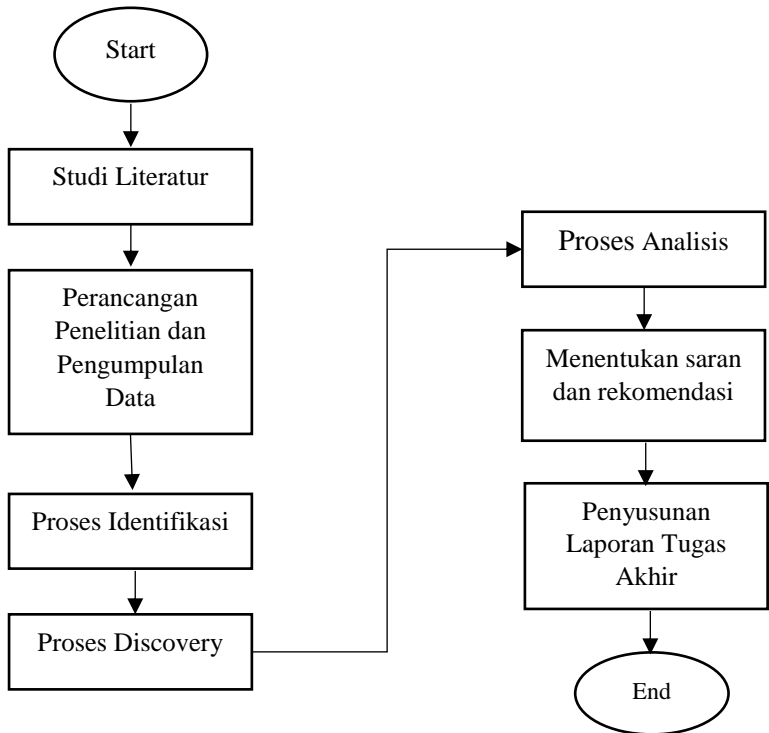 Start
Studi Literatur
Perancangan
Penelitian dan
Pengumpulan
Data
Proses Identifikasi
Proses Discovery
Proses Analisis
Menentukan saran
dan rekomendasi
Penyusunan
Laporan Tugas
Akhir
End